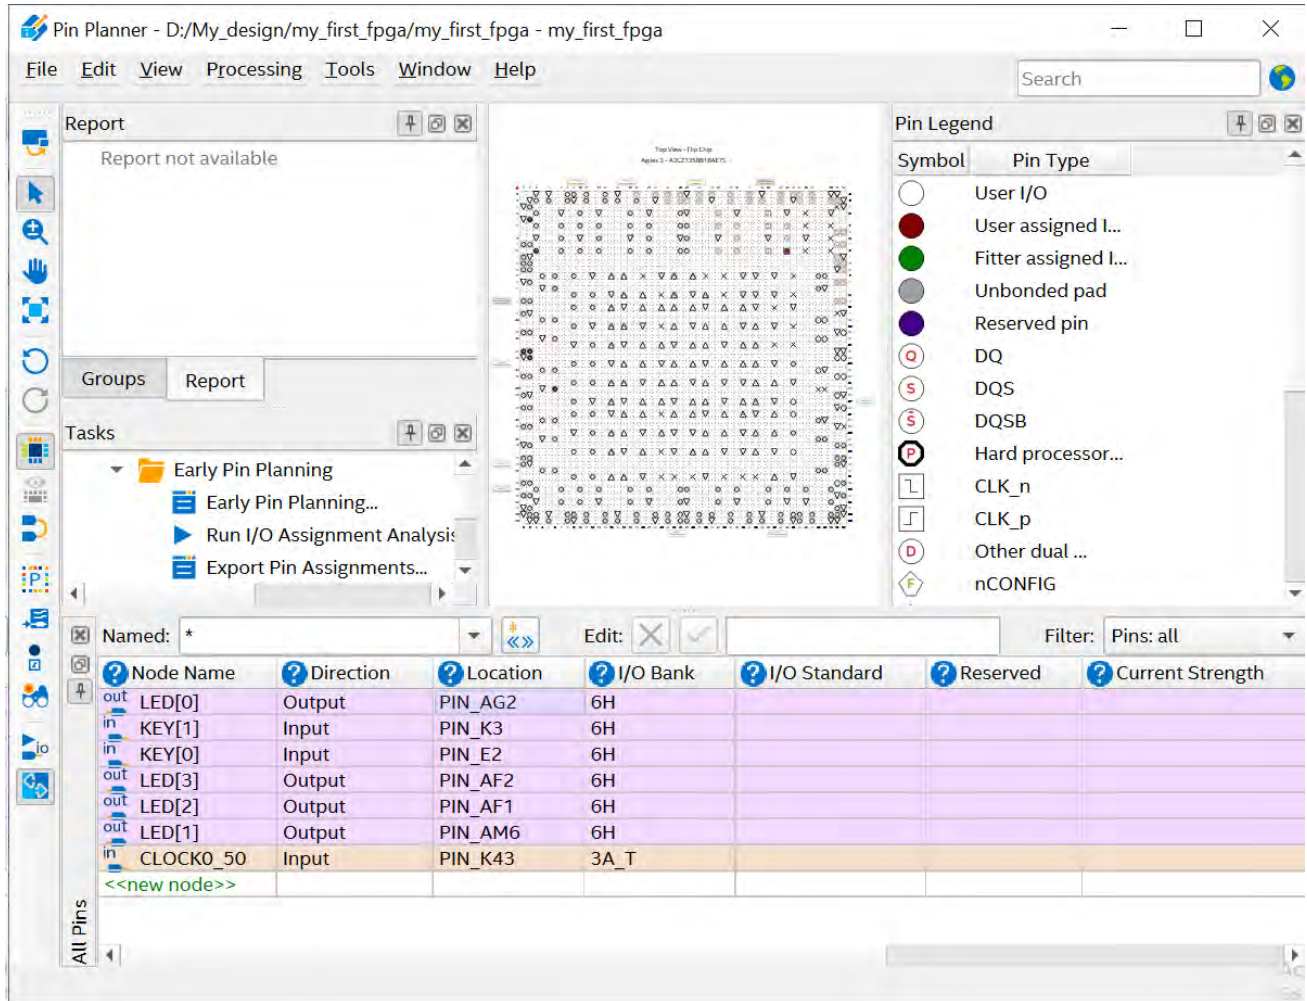 Pin Planner - D:/My_design/my_first_fpga/my_first_fpga - my_first_fpga
File Edit View Processing Tools Window Help
Search
Report
Report not available
Groups Report
Tasks
Early Pin Planning
Early Pin Planning...
Run I/O Assignment Analysis
Export Pin Assignments...
Top View - Flip Chip
Pin Legend
Symbol Pin Type
User I/O
User assigned I...
Fitter assigned I...
Unbonded pad
Reserved pin
Q DQ
S DQS
S̄ DQSB
P Hard processor...
CLK_n
CLK_p
D Other dual ...
F nCONFIG
Named: * Edit: Filter: Pins: all
Node Name Direction Location I/O Bank I/O Standard Reserved Current Strength
out LED[0] Output PIN_AG2 6H
in KEY[1] Input PIN_K3 6H
in KEY[0] Input PIN_E2 6H
out LED[3] Output PIN_AF2 6H
out LED[2] Output PIN_AF1 6H
out LED[1] Output PIN_AM6 6H
in CLOCK0_50 Input PIN_K43 3A_T
<<new node>>
All Pins